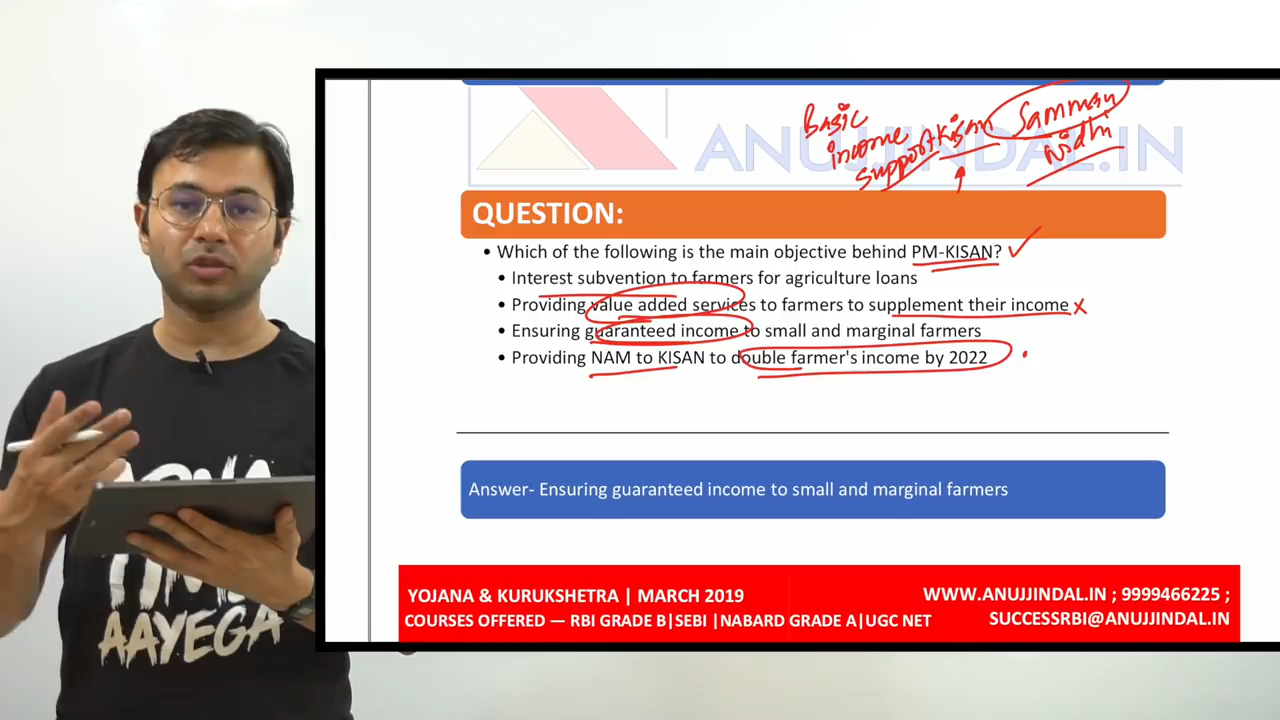 ANUJJINDAL.IN
Basic
income
support
Kisan
Samman
Nidhi
QUESTION:
• Which of the following is the main objective behind PM-KISAN?
• Interest subvention to farmers for agriculture loans
• Providing value added services to farmers to supplement their income
• Ensuring guaranteed income to small and marginal farmers
• Providing NAM to KISAN to double farmer's income by 2022
Answer- Ensuring guaranteed income to small and marginal farmers
YOJANA & KURUKSHETRA | MARCH 2019
COURSES OFFERED — RBI GRADE B|SEBI |NABARD GRADE A|UGC NET
WWW.ANUJJINDAL.IN ; 9999466225 ;
SUCCESSRBI@ANUJJINDAL.IN
AAYEGA